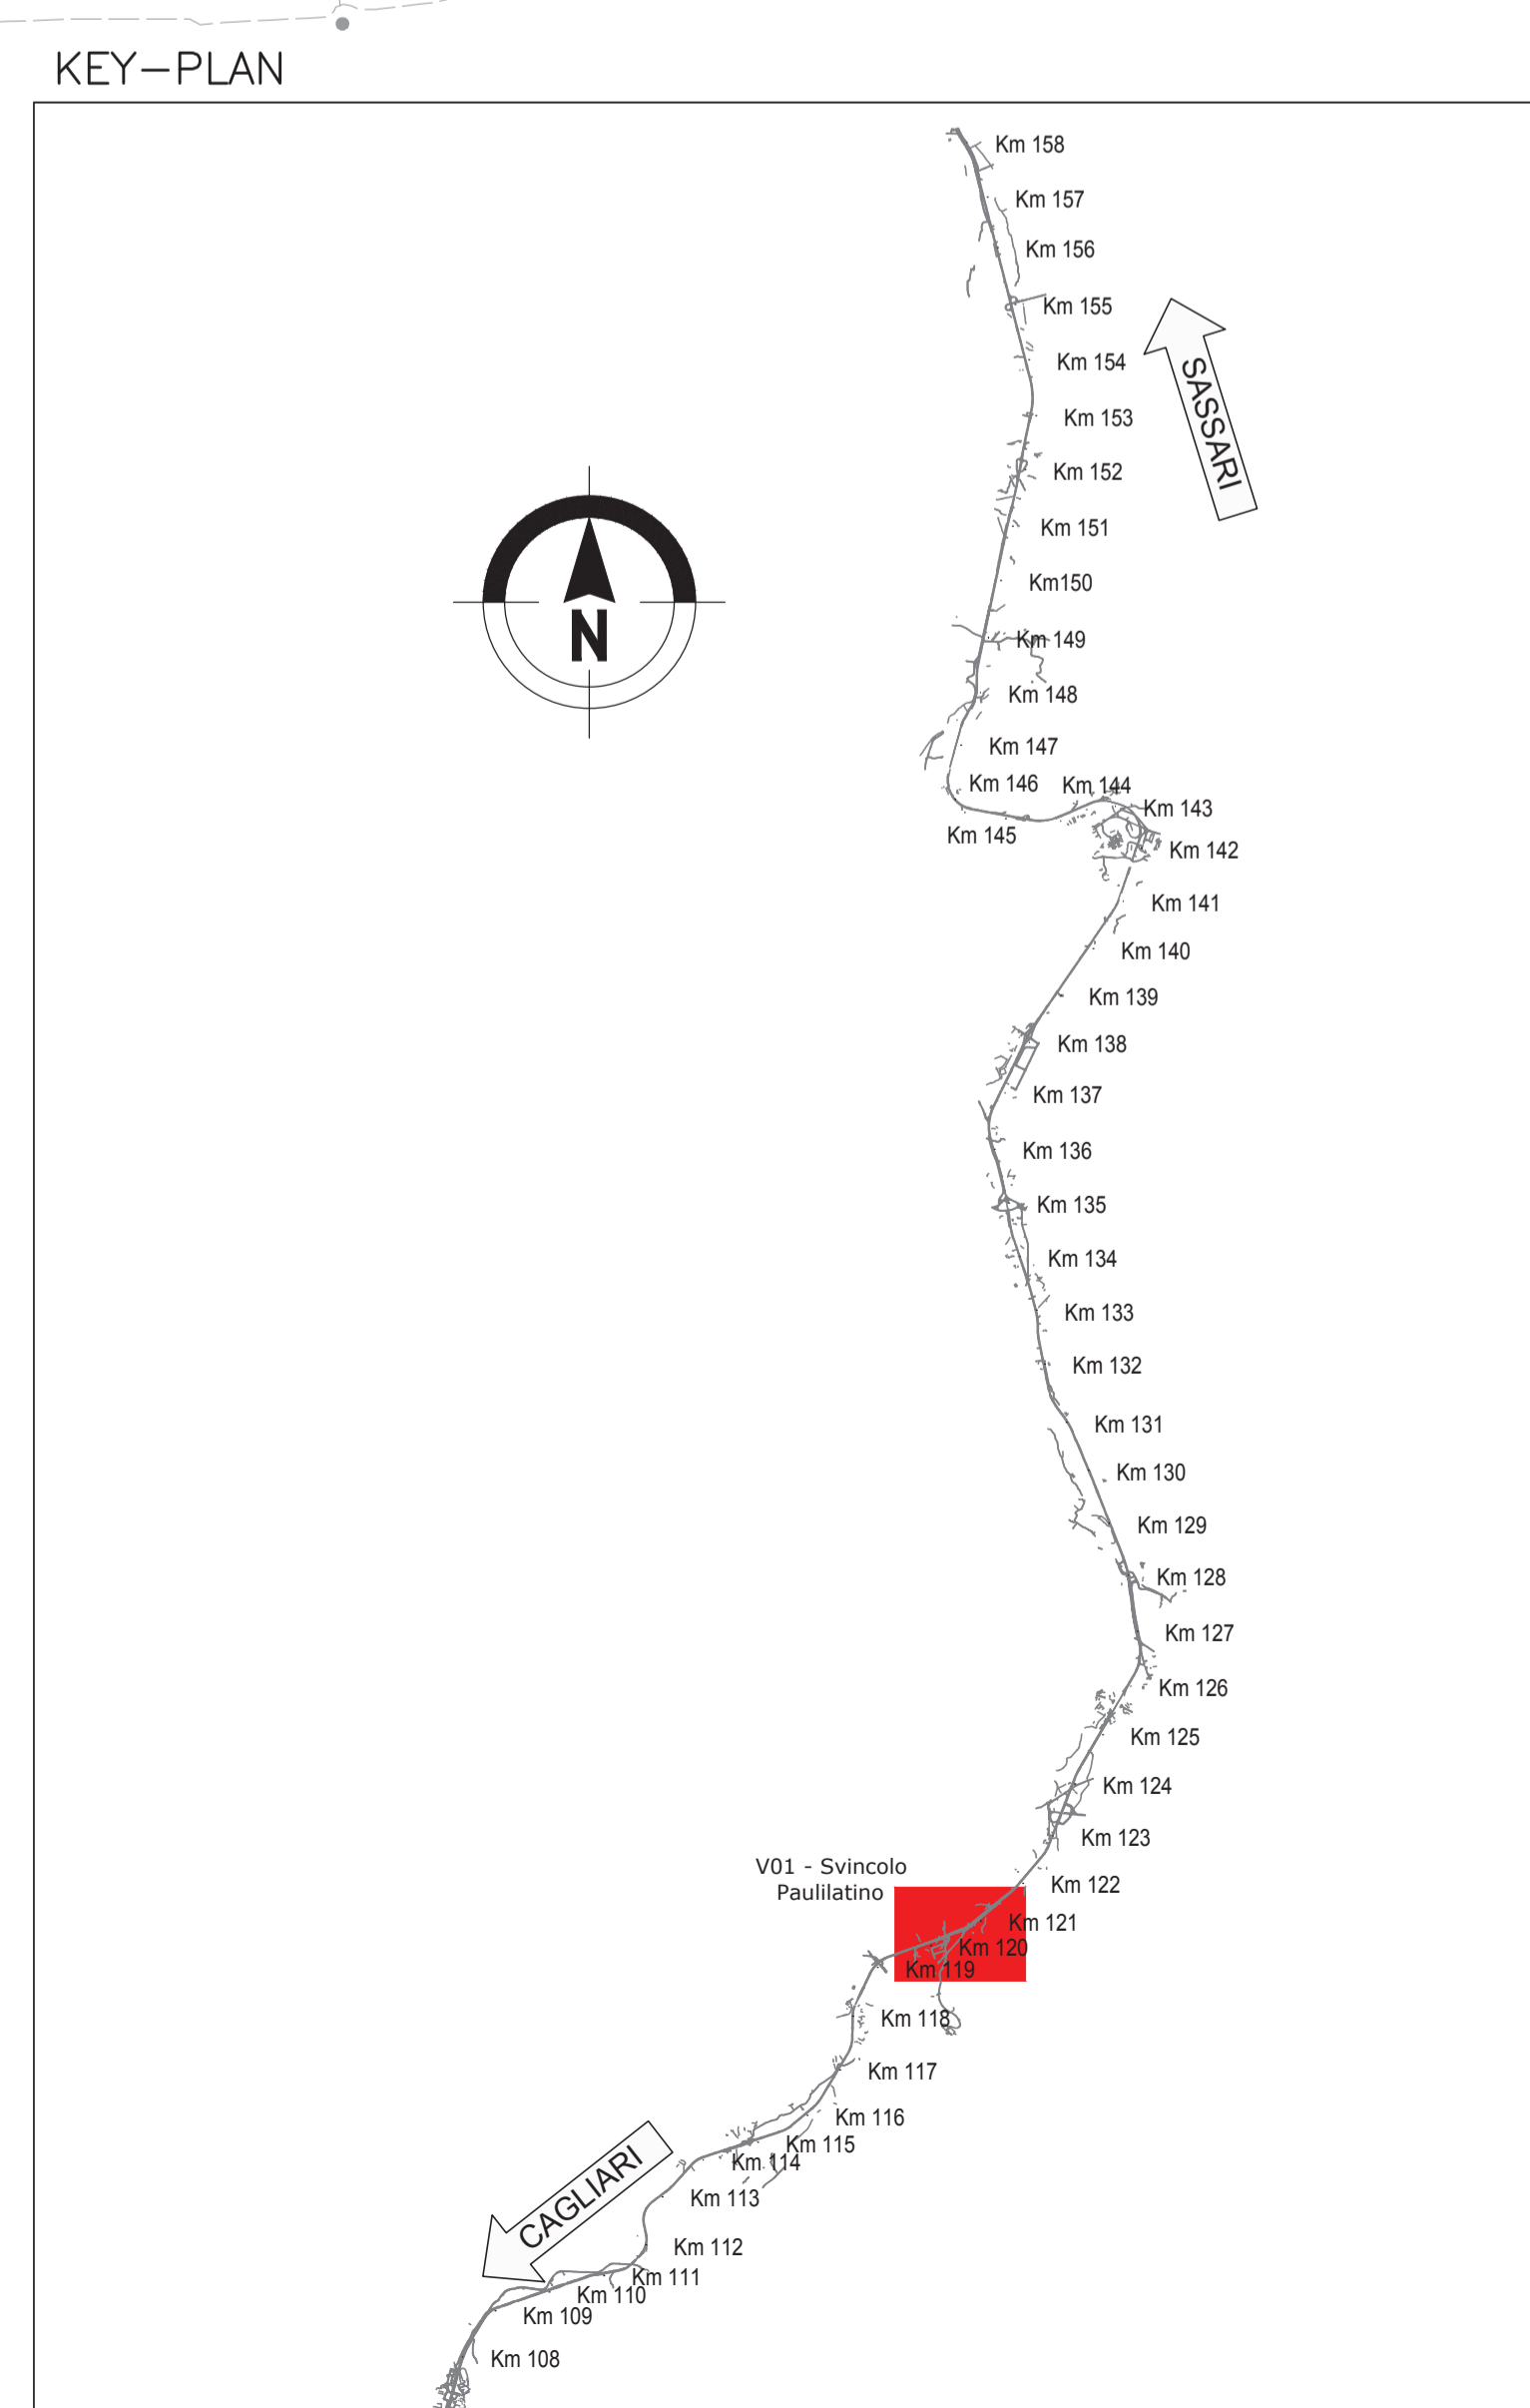 KEY-PLAN
Km 158
Km 157
Km 156
Km 155
Km 154
SASSARI
Km 153
Km 152
Km 151
Km150
N
Km 149
Km 148
Km 147
Km 146
Km 144
Km 143
Km 145
Km 142
Km 141
Km 140
Km 139
Km 138
Km 137
Km 136
Km 135
Km 134
Km 133
Km 132
Km 131
Km 130
Km 129
Km 128
Km 127
Km 126
Km 125
Km 124
Km 123
V01 - Svincolo
Paulilatino
Km 122
Km 121
Km 120
Km 119
Km 118
Km 117
Km 116
Km 115
Km 114
CAGLIARI
Km 113
Km 112
Km 111
Km 110
Km 109
Km 108